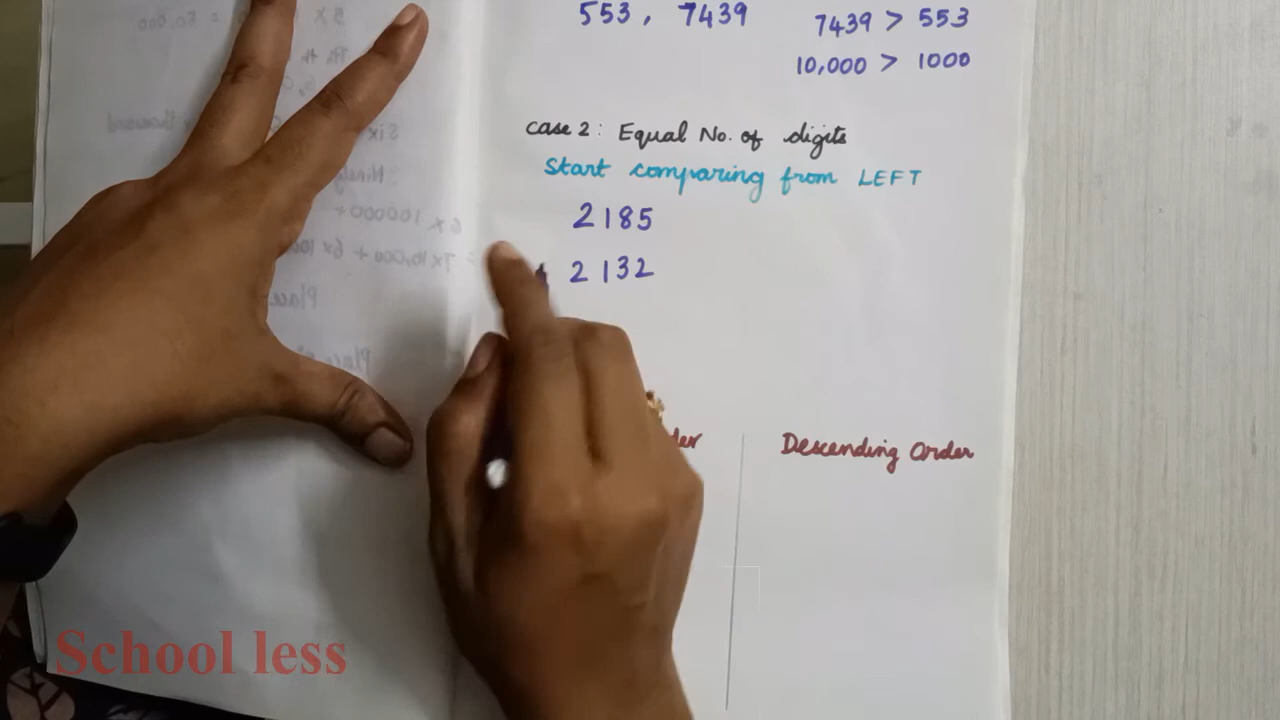 553, 7439
7439 > 553
10,000 > 1000
Case 2: Equal No. of digits
Start comparing from LEFT
2185
2132
Descending Order
School less